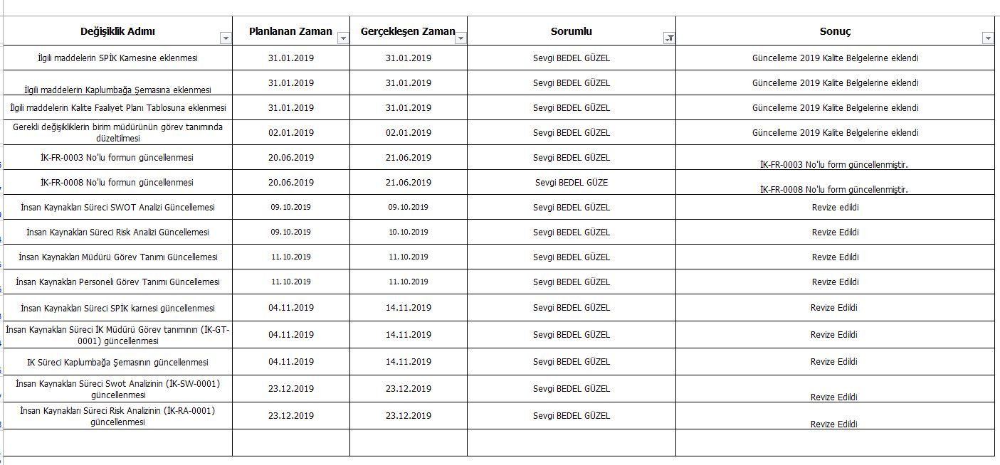 Değişiklik Adımı Planlanan Zaman Gerçekleşen Zaman Sorumlu Sonuç
İlgili maddelerin SPİK Karnesine eklenmesi 31.01.2019 31.01.2019 Sevgi BEDEL GÜZEL Güncelleme 2019 Kalite Belgelerine eklendi
İlgili maddelerin Kaplumbağa Şemasına eklenmesi 31.01.2019 31.01.2019 Sevgi BEDEL GÜZEL Güncelleme 2019 Kalite Belgelerine eklendi
İlgili maddelerin Kalite Faaliyet Planı Tablosuna eklenmesi 31.01.2019 31.01.2019 Sevgi BEDEL GÜZEL Güncelleme 2019 Kalite Belgelerine eklendi
Gerekli değişikliklerin birim müdürünün görev tanımında
düzeltilmesi 02.01.2019 02.01.2019 Sevgi BEDEL GÜZEL Güncelleme 2019 Kalite Belgelerine eklendi
İK-FR-0003 No'lu formun güncellenmesi 20.06.2019 21.06.2019 Sevgi BEDEL GÜZEL İK-FR-0003 No'lu form güncellenmiştir.
İK-FR-0008 No'lu formun güncellenmesi 20.06.2019 21.06.2019 Sevgi BEDEL GÜZE İK-FR-0008 No'lu form güncellenmiştir.
İnsan Kaynakları Süreci SWOT Analizi Güncellemesi 09.10.2019 09.10.2019 Sevgi BEDEL GÜZEL Revize edildi
İnsan Kaynakları Süreci Risk Analizi Güncellemesi 09.10.2019 10.10.2019 Sevgi BEDEL GÜZEL Revize Edildi
İnsan Kaynakları Müdürü Görev Tanımı Güncellemesi 11.10.2019 11.10.2019 Sevgi BEDEL GÜZEL Revize Edildi
İnsan Kaynakları Personeli Görev Tanımı Güncellemesi 11.10.2019 11.10.2019 Sevgi BEDEL GÜZEL Revize Edildi
İnsan Kaynakları Süreci SPİK karnesi güncellenmesi 04.11.2019 14.11.2019 Sevgi BEDEL GÜZEL Revize Edildi
İnsan Kaynakları Süreci İK Müdürü Görev tanımının (İK-GT-
0001) güncellenmesi 04.11.2019 14.11.2019 Sevgi BEDEL GÜZEL Revize Edildi
IK Süreci Kaplumbağa Şemasının güncellenmesi 04.11.2019 14.11.2019 Sevgi BEDEL GÜZEL Revize Edildi
İnsan Kaynakları Süreci Swot Analizinin (İK-SW-0001)
güncellenmesi 23.12.2019 23.12.2019 Sevgi BEDEL GÜZEL Revize Edildi
İnsan Kaynakları Süreci Risk Analizinin (İK-RA-0001)
güncellenmesi 23.12.2019 23.12.2019 Sevgi BEDEL GÜZEL Revize Edildi